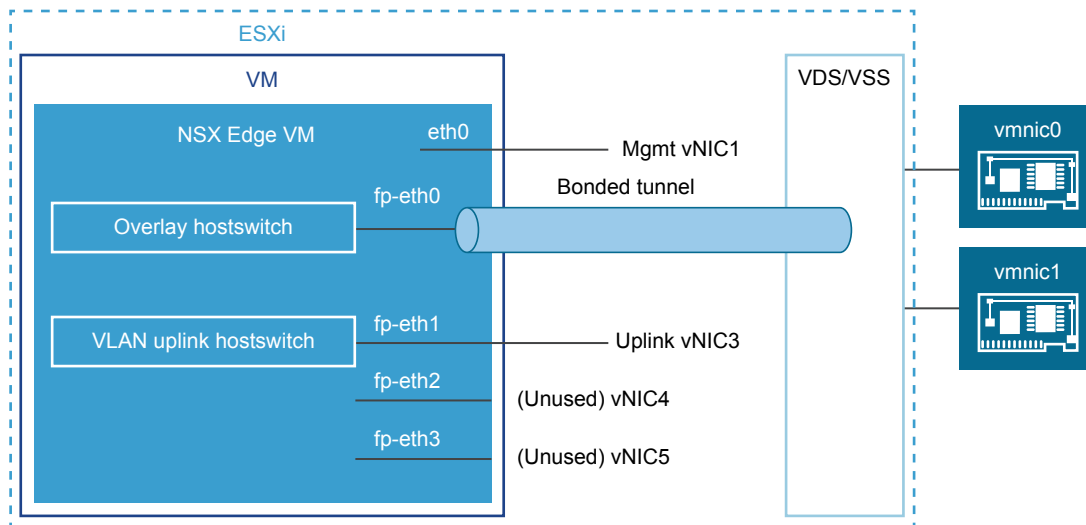 ESXi
VM
VDS/VSS
NSX Edge VM
eth0
Mgmt vNIC1
vmnic0
fp-eth0
Bonded tunnel
Overlay hostswitch
vmnic1
fp-eth1
VLAN uplink hostswitch
Uplink vNIC3
fp-eth2
(Unused) vNIC4
fp-eth3
(Unused) vNIC5